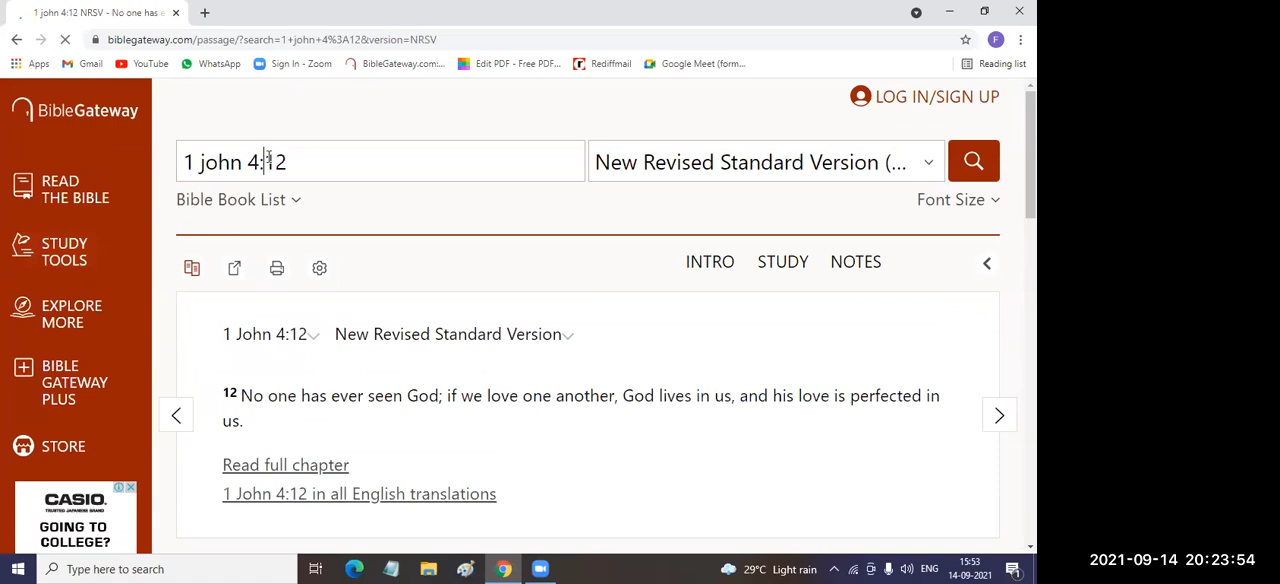 1 john 4:12 NRSV - No one has e
biblegateway.com/passage/?search=1+john+4%3A12&version=NRSV
F
Apps Gmail YouTube WhatsApp Sign In - Zoom BibleGateway.com:... Edit PDF - Free PDF... Rediffmail Google Meet (form... Reading list
BibleGateway
LOG IN/SIGN UP
1 john 4:12
New Revised Standard Version (...
Bible Book List
Font Size
READ
THE BIBLE
STUDY
TOOLS
EXPLORE
MORE
BIBLE
GATEWAY
PLUS
STORE
INTRO STUDY NOTES
1 John 4:12 New Revised Standard Version
12 No one has ever seen God; if we love one another, God lives in us, and his love is perfected in
us.
Read full chapter
1 John 4:12 in all English translations
CASIO.
GOING TO
COLLEGE?
Type here to search
29°C Light rain
ENG
15:53
14-09-2021
1
2021-09-14 20:23:54